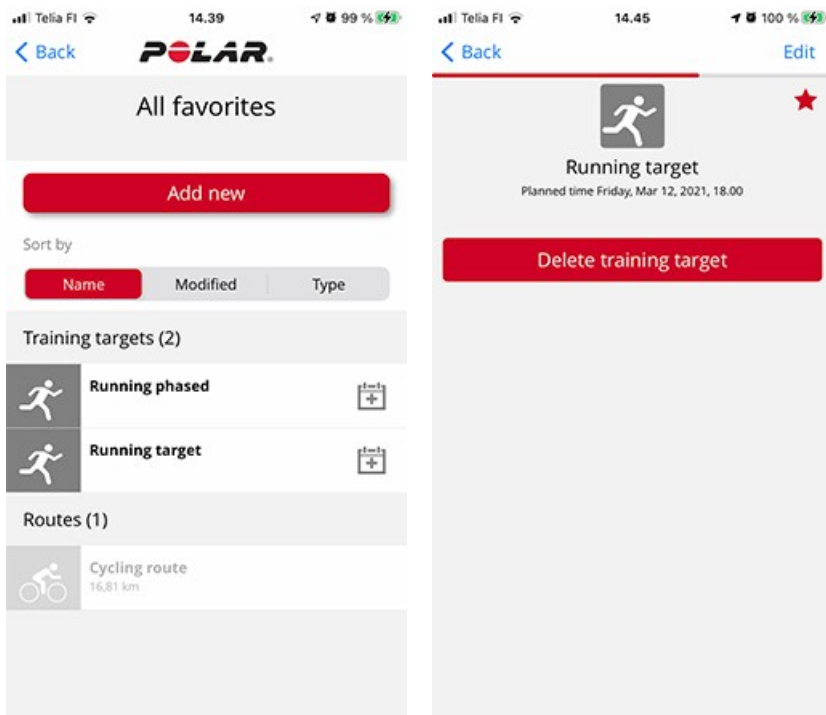 Telia FI 14.39 99 %
Back POLAR.
All favorites
Add new
Sort by
Name Modified Type
Training targets (2)
Running phased
Running target
Routes (1)
Cycling route
16,81 km
Telia FI 14.45 100 %
Back Edit
Running target
Planned time Friday, Mar 12, 2021, 18.00
Delete training target